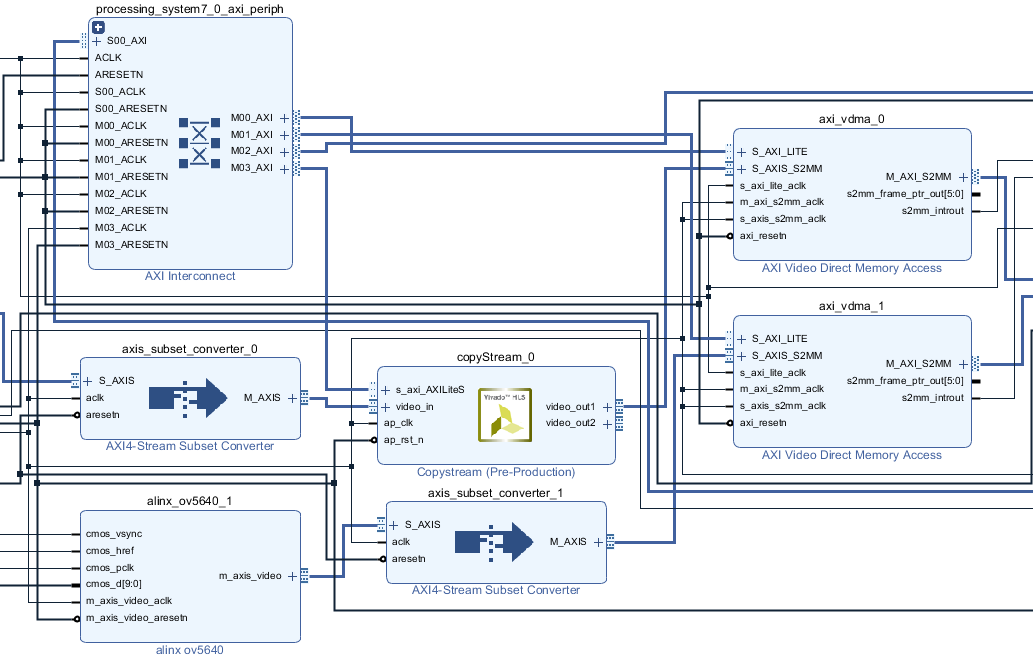 processing_system7_0_axi_periph
S00_AXI
ACLK
ARESETN
S00_ACLK
S00_ARESETN
M00_ACLK
M00_ARESETN
M01_ACLK
M01_ARESETN
M02_ACLK
M02_ARESETN
M03_ACLK
M03_ARESETN
M00_AXI
M01_AXI
M02_AXI
M03_AXI
AXI Interconnect
axi_vdma_0
S_AXI_LITE
S_AXIS_S2MM
s_axi_lite_aclk
m_axi_s2mm_aclk
s_axis_s2mm_aclk
axi_resetn
M_AXI_S2MM
s2mm_frame_ptr_out[5:0]
s2mm_introut
AXI Video Direct Memory Access
axi_vdma_1
S_AXI_LITE
S_AXIS_S2MM
s_axi_lite_aclk
m_axi_s2mm_aclk
s_axis_s2mm_aclk
axi_resetn
M_AXI_S2MM
s2mm_frame_ptr_out[5:0]
s2mm_introut
AXI Video Direct Memory Access
axis_subset_converter_0
S_AXIS
aclk
aresetn
M_AXIS
AXI4-Stream Subset Converter
copyStream_0
s_axi_AXILiteS
video_in
ap_clk
ap_rst_n
Vivado™ HLS
video_out1
video_out2
Copystream (Pre-Production)
alinx_ov5640_1
cmos_vsync
cmos_href
cmos_pclk
cmos_d[9:0]
m_axis_video_aclk
m_axis_video_aresetn
m_axis_video
alinx ov5640
axis_subset_converter_1
S_AXIS
aclk
aresetn
M_AXIS
AXI4-Stream Subset Converter